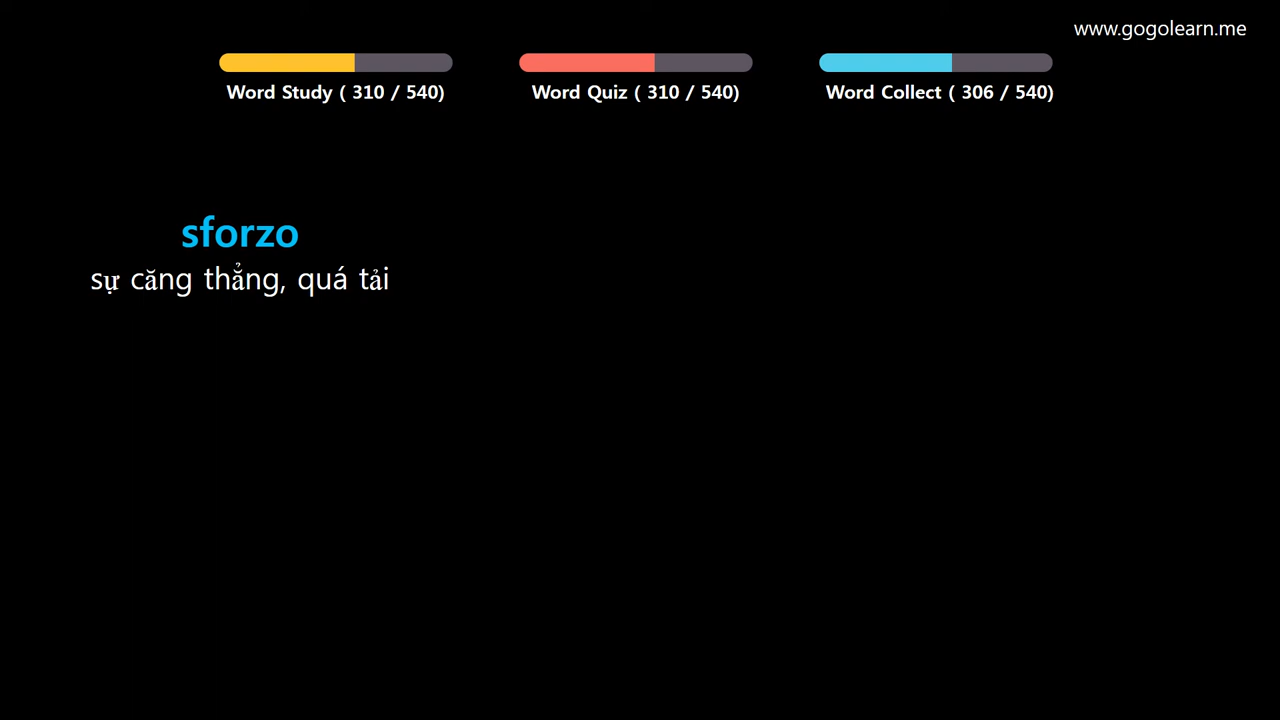 www.gogolearn.me
Word Study ( 310 / 540)
Word Quiz ( 310 / 540)
Word Collect ( 306 / 540)
sforzo
sự căng thẳng, quá tải